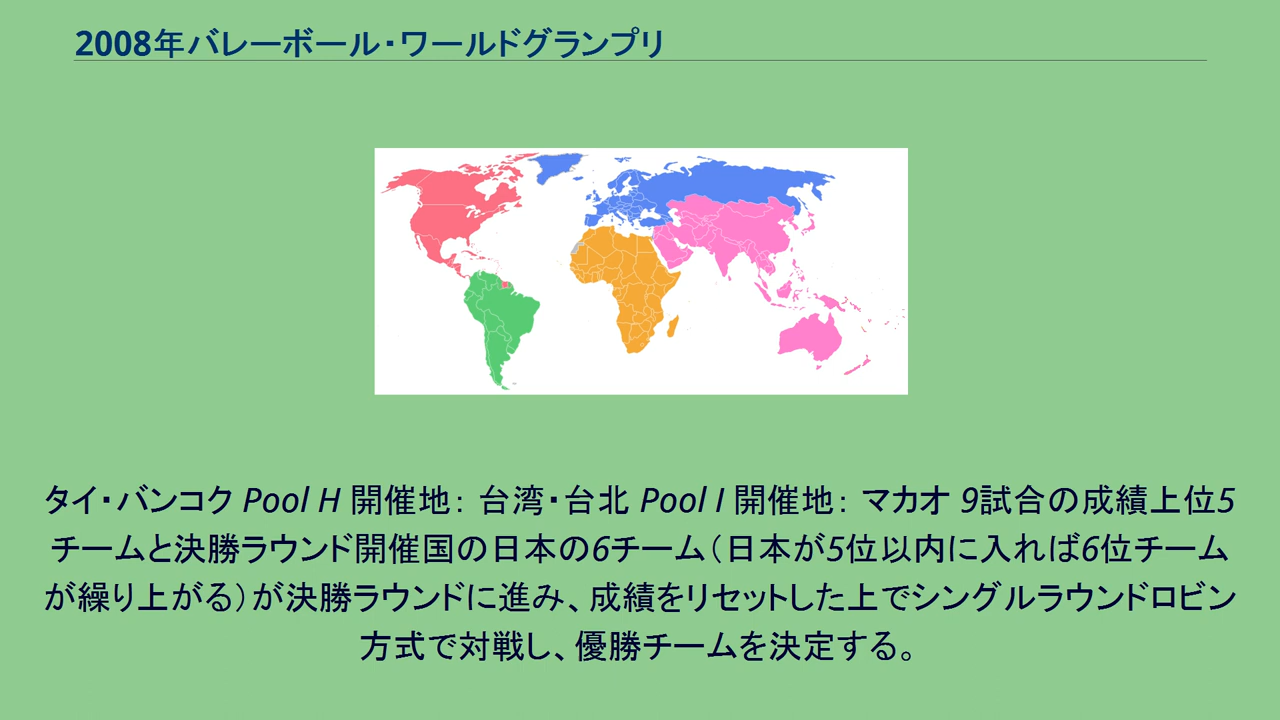 2008年バレーボール・ワールドグランプリ
タイ・バンコク Pool H 開催地： 台湾・台北 Pool I 開催地： マカオ 9試合の成績上位5
チームと決勝ラウンド開催国の日本の6チーム（日本が5位以内に入れば6位チーム
が繰り上がる）が決勝ラウンドに進み、成績をリセットした上でシングルラウンドロビン
方式で対戦し、優勝チームを決定する。